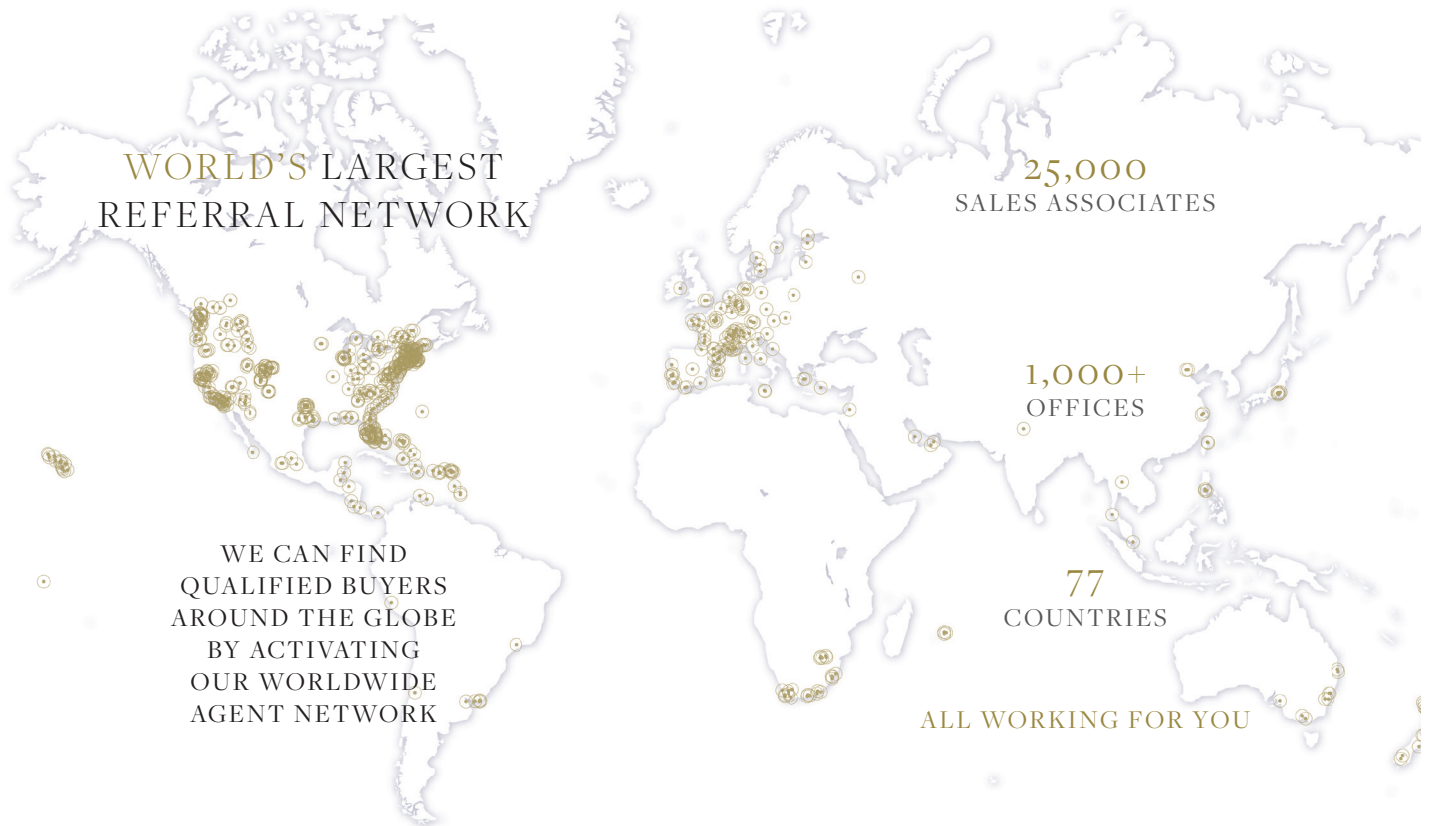 WORLD'S LARGEST
REFERRAL NETWORK
WE CAN FIND
QUALIFIED BUYERS
AROUND THE GLOBE
BY ACTIVATING
OUR WORLDWIDE
AGENT NETWORK
25,000
SALES ASSOCIATES
1,000+
OFFICES
77
COUNTRIES
ALL WORKING FOR YOU